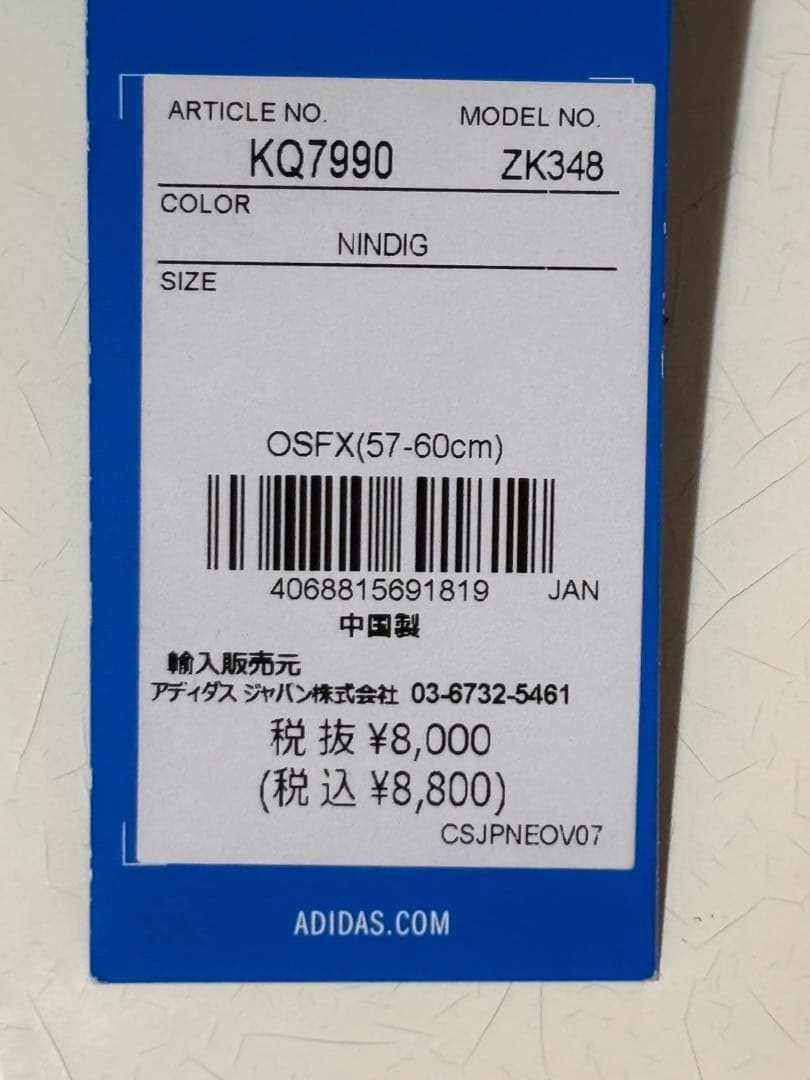 ARTICLE NO. MODEL NO.
KQ7990 ZK348
COLOR
NINDIG
SIZE
OSFX(57-60cm)
4068815691819 JAN
中国製
輸入販売元
アディダス ジャパン株式会社 03-6732-5461
税 抜 ¥8,000
(税 込 ¥8,800)
CSJPNEOV07
ADIDAS.COM